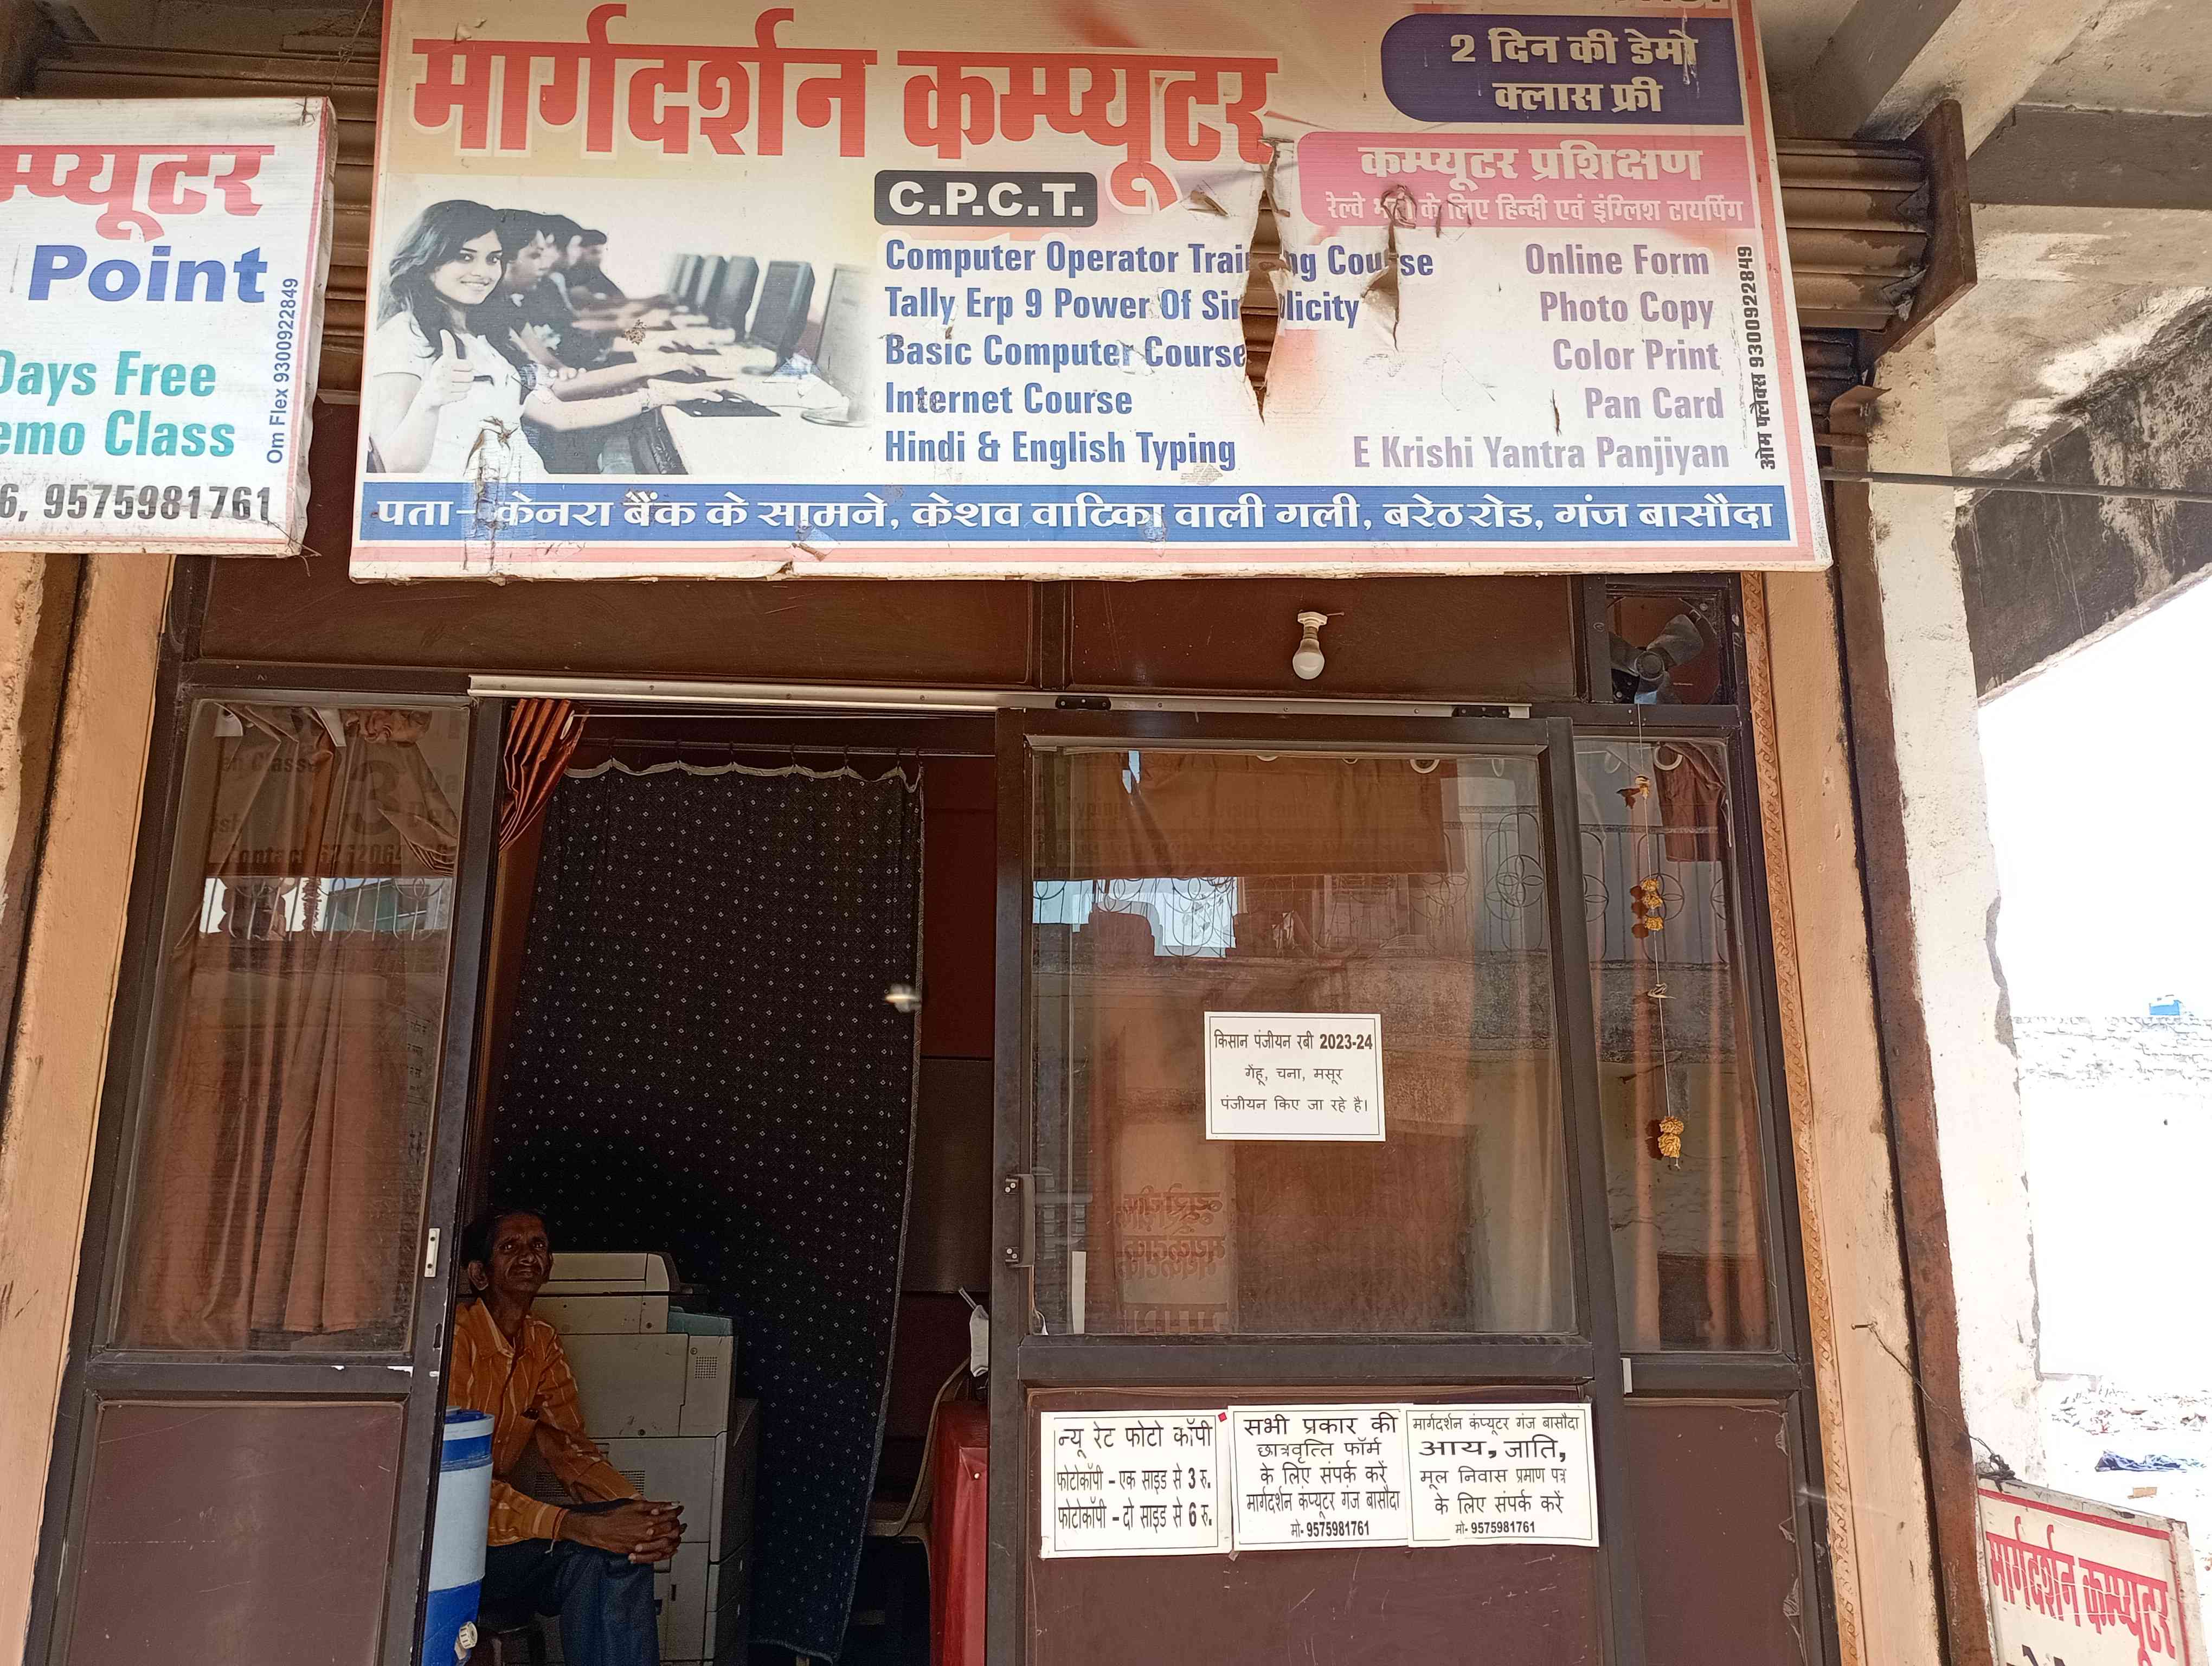 मार्गदर्शन कम्प्यूटर
2 दिन की डेमो
क्लास फ्री
C.P.C.T.
कम्प्यूटर प्रशिक्षण
रेल्वे के लिए हिन्दी एवं इंग्लिश टायपिंग
Computer Operator Training Course
Tally Erp 9 Power Of Simplicity
Basic Computer Course
Internet Course
Hindi & English Typing
Online Form
Photo Copy
Color Print
Pan Card
E Krishi Yantra Panjiyan
ओम फ्लेक्स 9300922849
पता- केनरा बैंक के सामने, केशव वाटिका वाली गली, बरेठ रोड, गंज बासौदा
म्प्यूटर
Point
Days Free
emo Class
6, 9575981761
Om Flex 9300922849
किसान पंजीयन रबी 2023-24
गेंहू, चना, मसूर
पंजीयन किए जा रहे है।
न्यू रेट फोटो कॉपी
फोटोकॉपी - एक साइड से 3 रु.
फोटोकॉपी - दो साइड से 6 रु.
सभी प्रकार की
छात्रवृत्ति फॉर्म
के लिए संपर्क करें
मार्गदर्शन कंप्यूटर गंज बासौदा
मो- 9575981761
मार्गदर्शन कंप्यूटर गंज बासौदा
आय, जाति,
मूल निवास प्रमाण पत्र
के लिए संपर्क करें
मो- 9575981761
मार्गदर्शन कम्प्यूटर